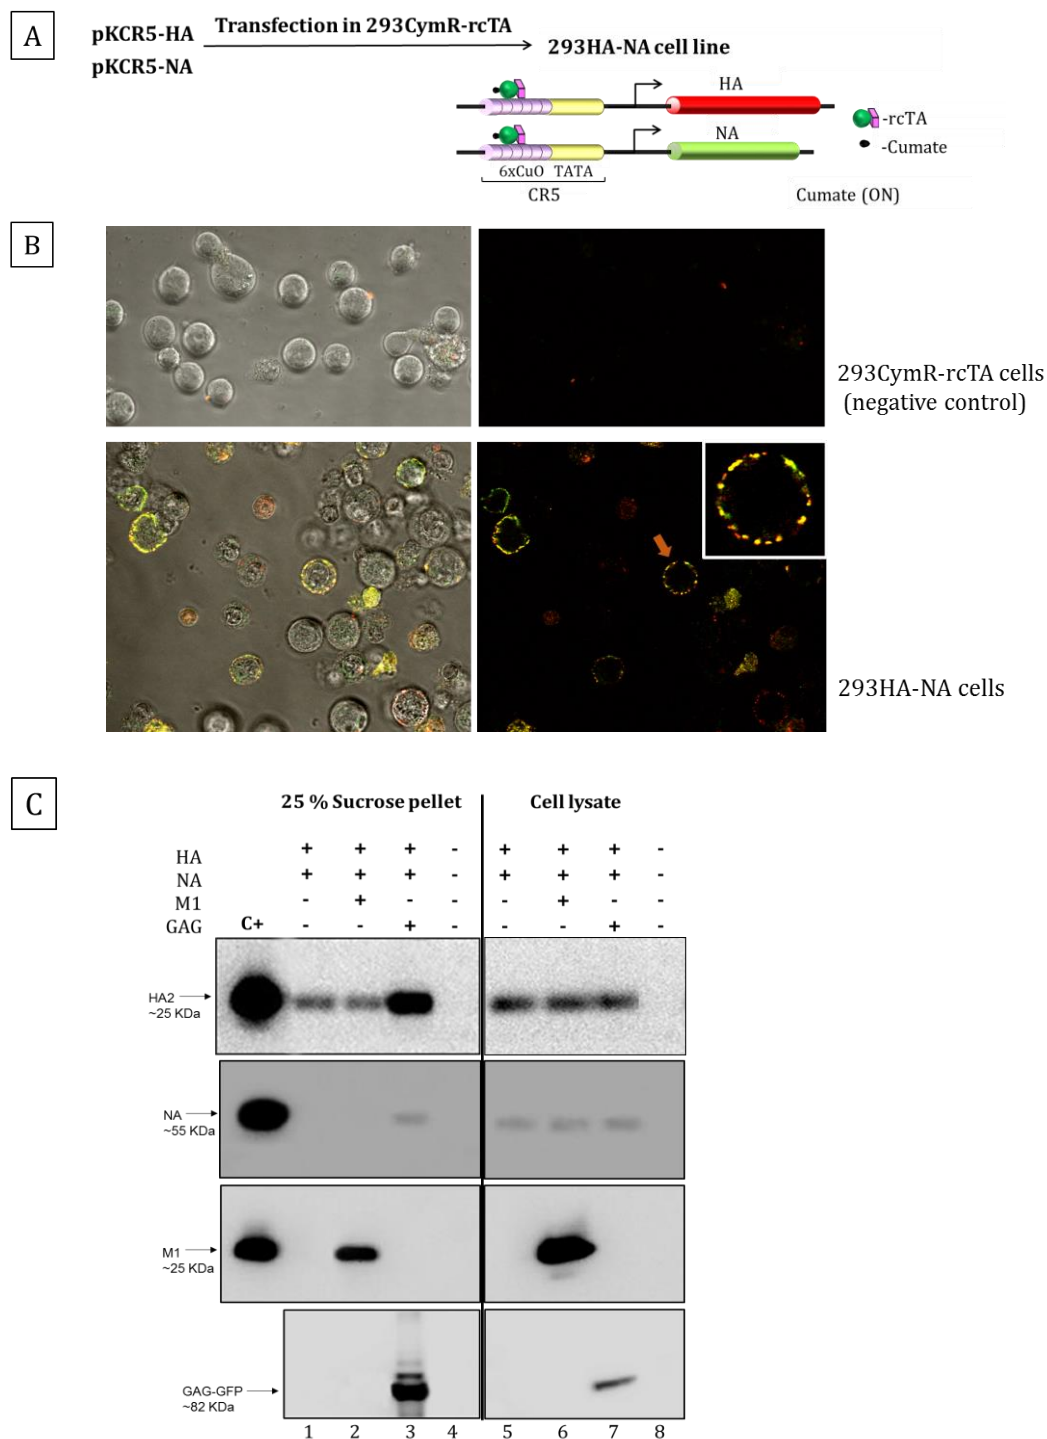 A
pKCR5-HA
pKCR5-NA
Transfection in 293CymR-rcTA
293HA-NA cell line
HA
NA
6xCuO TATA
CR5
-rcTA
-Cumate
Cumate (ON)
B
293CymR-rcTA cells
(negative control)
293HA-NA cells
C
25 % Sucrose pellet
Cell lysate
HA + + + - + + + -
NA + + + - + + + -
M1 - + - - - + - -
GAG C+ - - + - - - + -
HA2
~25 KDa
NA
~55 KDa
M1
~25 KDa
GAG-GFP
~82 KDa
1 2 3 4 5 6 7 8